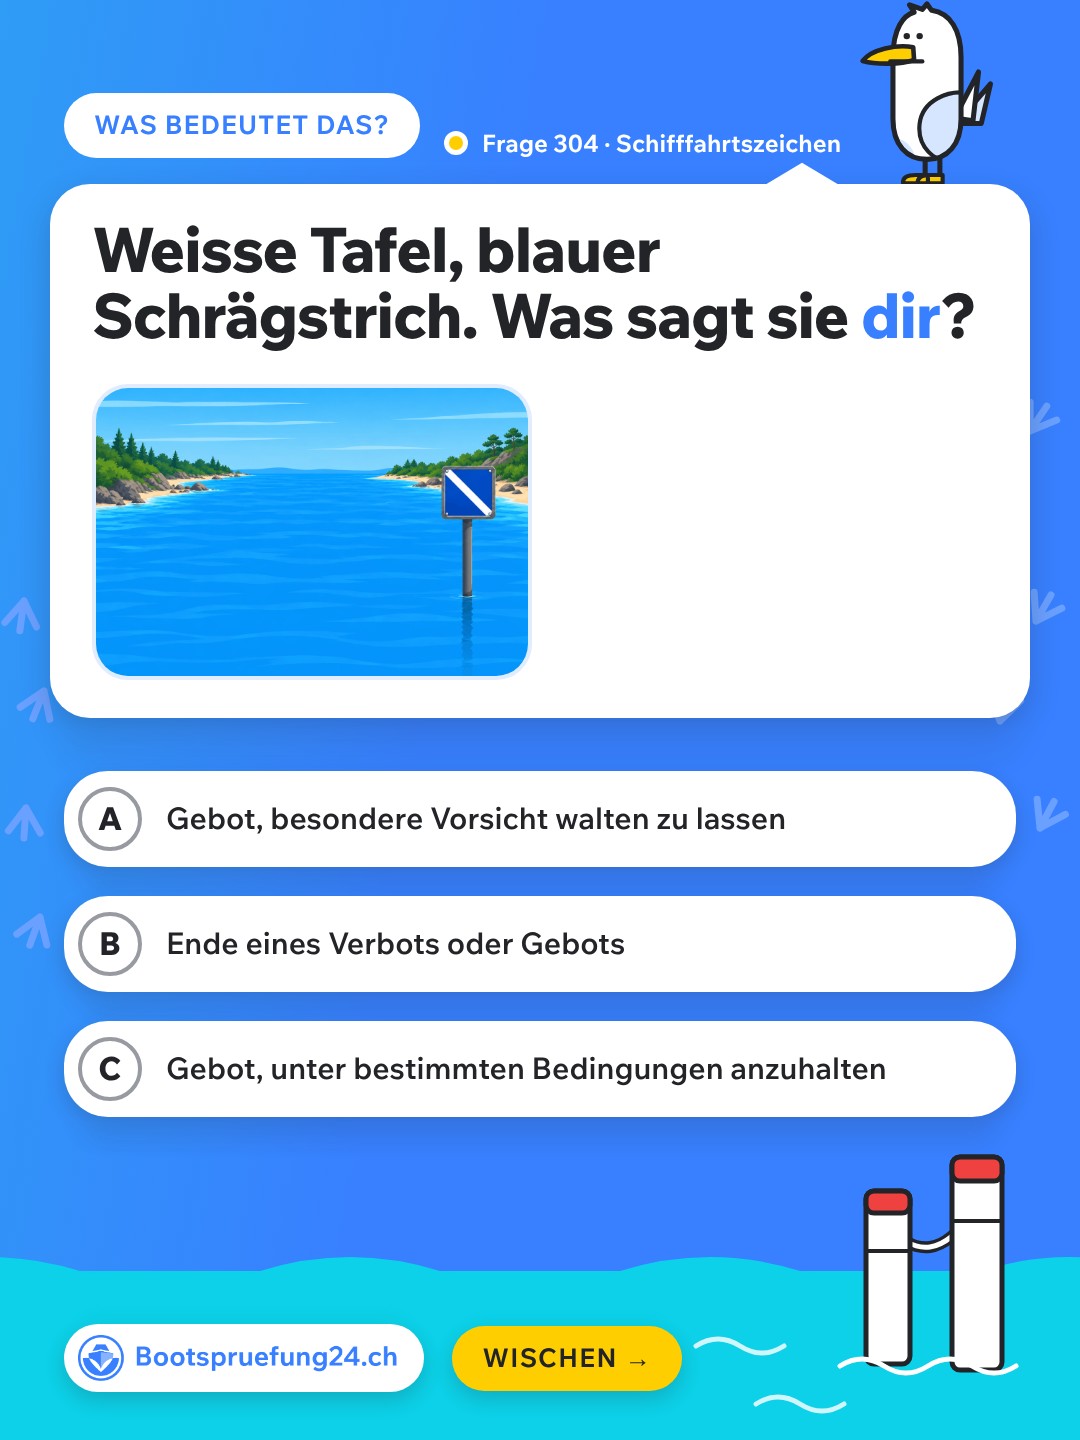 WAS BEDEUTET DAS?
Frage 304 · Schifffahrtszeichen
Weisse Tafel, blauer
Schrägstrich. Was sagt sie dir?
A Gebot, besondere Vorsicht walten zu lassen
B Ende eines Verbots oder Gebots
C Gebot, unter bestimmten Bedingungen anzuhalten
Bootspruefung24.ch
WISCHEN →